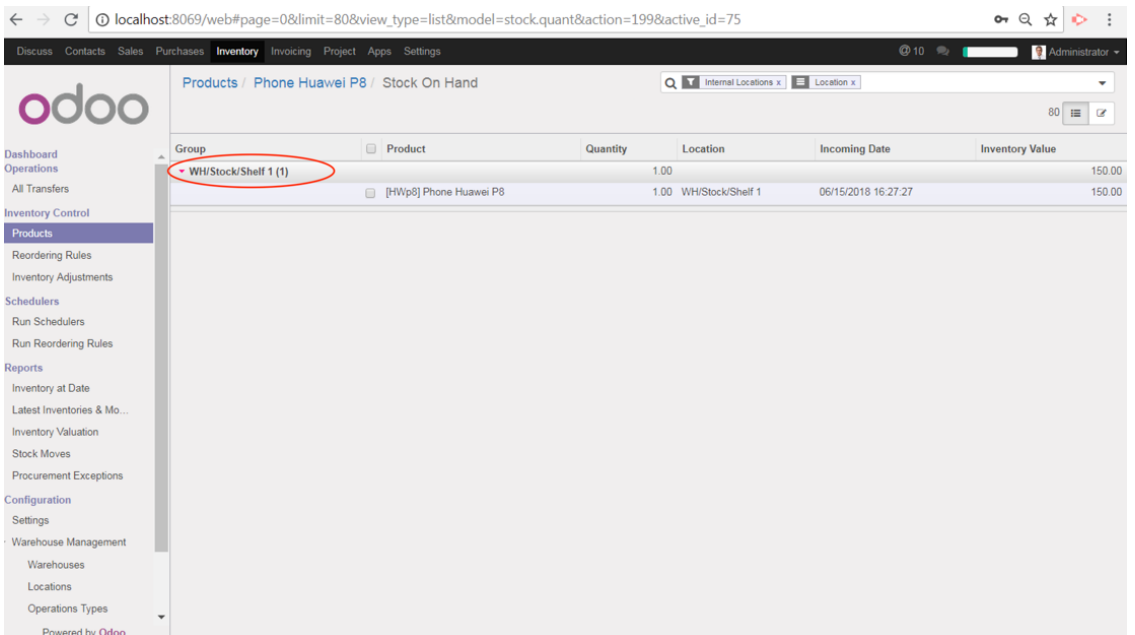 localhost:8069/web#page=0&limit=80&view_type=list&model=stock.quant&action=199&active_id=75
Discuss Contacts Sales Purchases Inventory Invoicing Project Apps Settings @ 10 Administrator
odoo
Products / Phone Huawei P8 / Stock On Hand
Internal Locations x Location x
80
Dashboard
Operations
All Transfers
Inventory Control
Products
Reordering Rules
Inventory Adjustments
Schedulers
Run Schedulers
Run Reordering Rules
Reports
Inventory at Date
Latest Inventories & Mo...
Inventory Valuation
Stock Moves
Procurement Exceptions
Configuration
Settings
Warehouse Management
Warehouses
Locations
Operations Types
Powered by Odoo
Group Product Quantity Location Incoming Date Inventory Value
WH/Stock/Shelf 1 (1) 1.00 150.00
[HWp8] Phone Huawei P8 1.00 WH/Stock/Shelf 1 06/15/2018 16:27:27 150.00